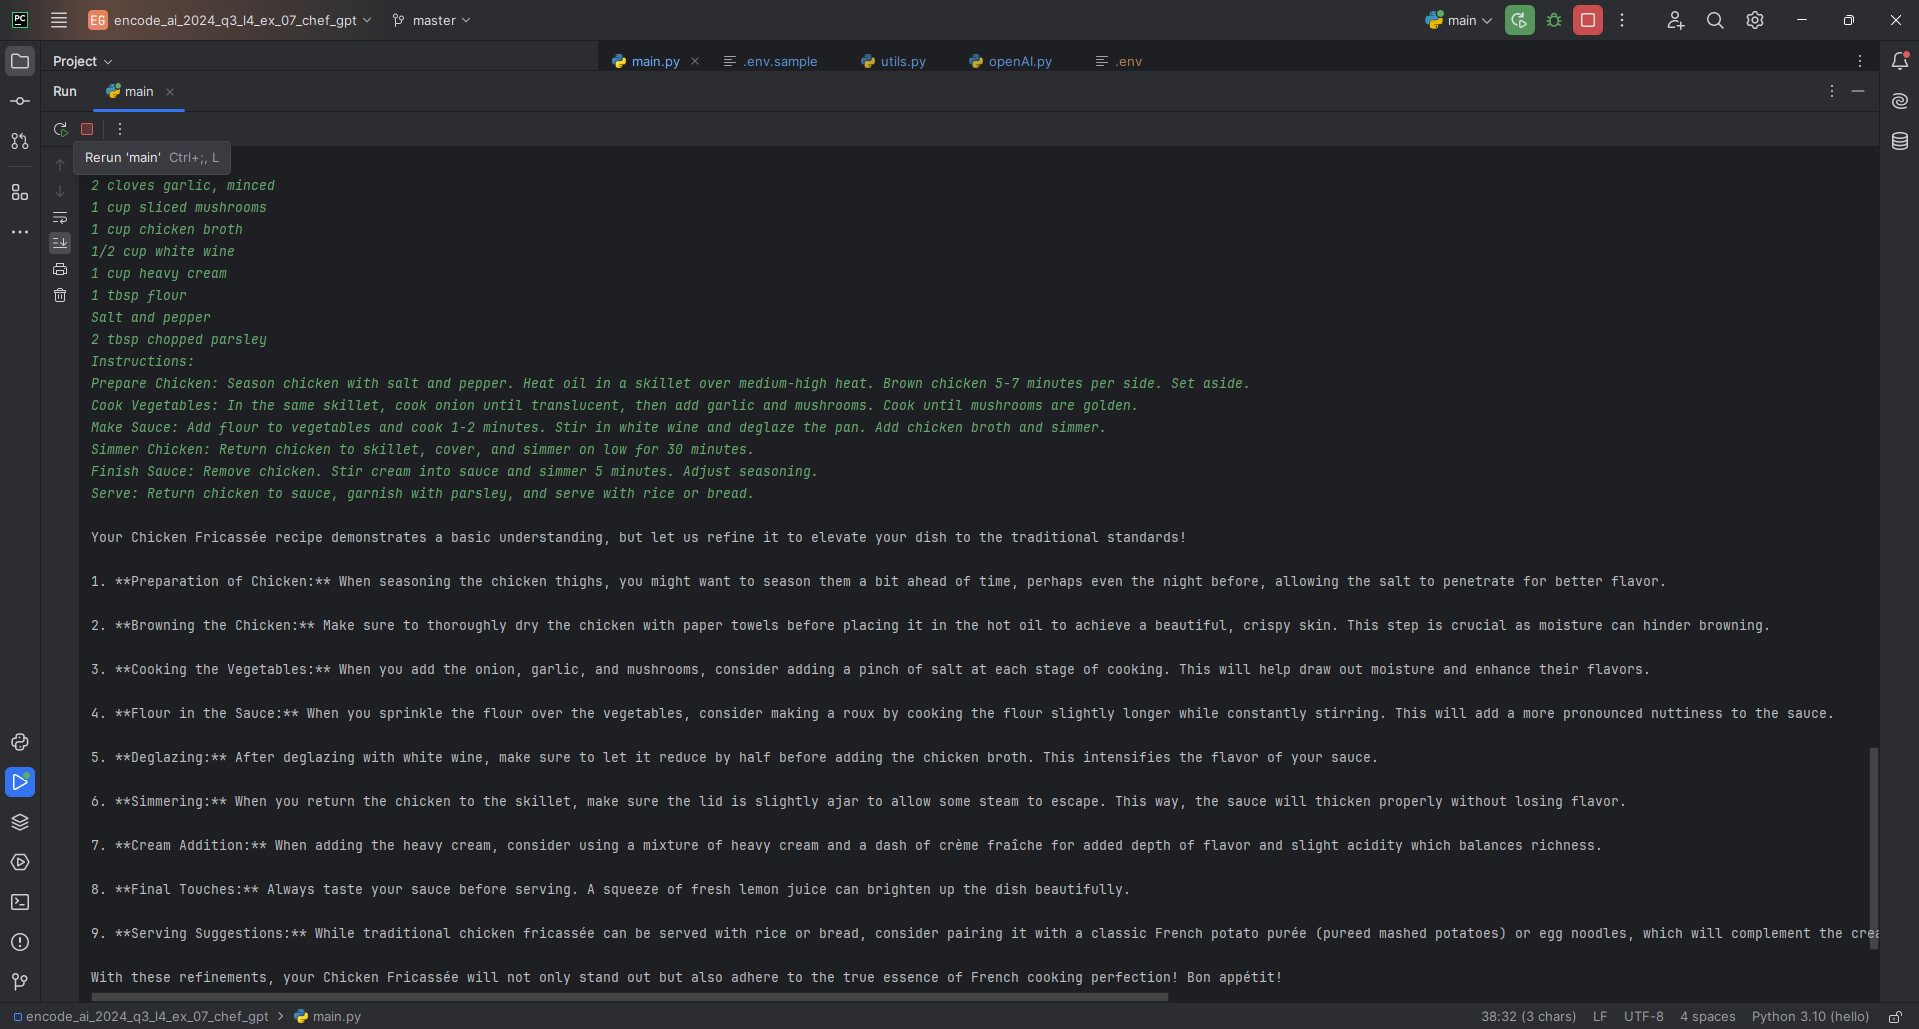 PC
EG encode_ai_2024_q3_l4_ex_07_chef_gpt master main
Project main.py .env.sample utils.py openAI.py .env
Run main
Rerun 'main' Ctrl+;, L
2 cloves garlic, minced
1 cup sliced mushrooms
1 cup chicken broth
1/2 cup white wine
1 cup heavy cream
1 tbsp flour
Salt and pepper
2 tbsp chopped parsley
Instructions:
Prepare Chicken: Season chicken with salt and pepper. Heat oil in a skillet over medium-high heat. Brown chicken 5-7 minutes per side. Set aside.
Cook Vegetables: In the same skillet, cook onion until translucent, then add garlic and mushrooms. Cook until mushrooms are golden.
Make Sauce: Add flour to vegetables and cook 1-2 minutes. Stir in white wine and deglaze the pan. Add chicken broth and simmer.
Simmer Chicken: Return chicken to skillet, cover, and simmer on low for 30 minutes.
Finish Sauce: Remove chicken. Stir cream into sauce and simmer 5 minutes. Adjust seasoning.
Serve: Return chicken to sauce, garnish with parsley, and serve with rice or bread.
Your Chicken Fricassée recipe demonstrates a basic understanding, but let us refine it to elevate your dish to the traditional standards!
1. **Preparation of Chicken:** When seasoning the chicken thighs, you might want to season them a bit ahead of time, perhaps even the night before, allowing the salt to penetrate for better flavor.
2. **Browning the Chicken:** Make sure to thoroughly dry the chicken with paper towels before placing it in the hot oil to achieve a beautiful, crispy skin. This step is crucial as moisture can hinder browning.
3. **Cooking the Vegetables:** When you add the onion, garlic, and mushrooms, consider adding a pinch of salt at each stage of cooking. This will help draw out moisture and enhance their flavors.
4. **Flour in the Sauce:** When you sprinkle the flour over the vegetables, consider making a roux by cooking the flour slightly longer while constantly stirring. This will add a more pronounced nuttiness to the sauce.
5. **Deglazing:** After deglazing with white wine, make sure to let it reduce by half before adding the chicken broth. This intensifies the flavor of your sauce.
6. **Simmering:** When you return the chicken to the skillet, make sure the lid is slightly ajar to allow some steam to escape. This way, the sauce will thicken properly without losing flavor.
7. **Cream Addition:** When adding the heavy cream, consider using a mixture of heavy cream and a dash of crème fraîche for added depth of flavor and slight acidity which balances richness.
8. **Final Touches:** Always taste your sauce before serving. A squeeze of fresh lemon juice can brighten up the dish beautifully.
9. **Serving Suggestions:** While traditional chicken fricassée can be served with rice or bread, consider pairing it with a classic French potato purée (pureed mashed potatoes) or egg noodles, which will complement the crea
With these refinements, your Chicken Fricassée will not only stand out but also adhere to the true essence of French cooking perfection! Bon appétit!
encode_ai_2024_q3_l4_ex_07_chef_gpt main.py 38:32 (3 chars) LF UTF-8 4 spaces Python 3.10 (hello)